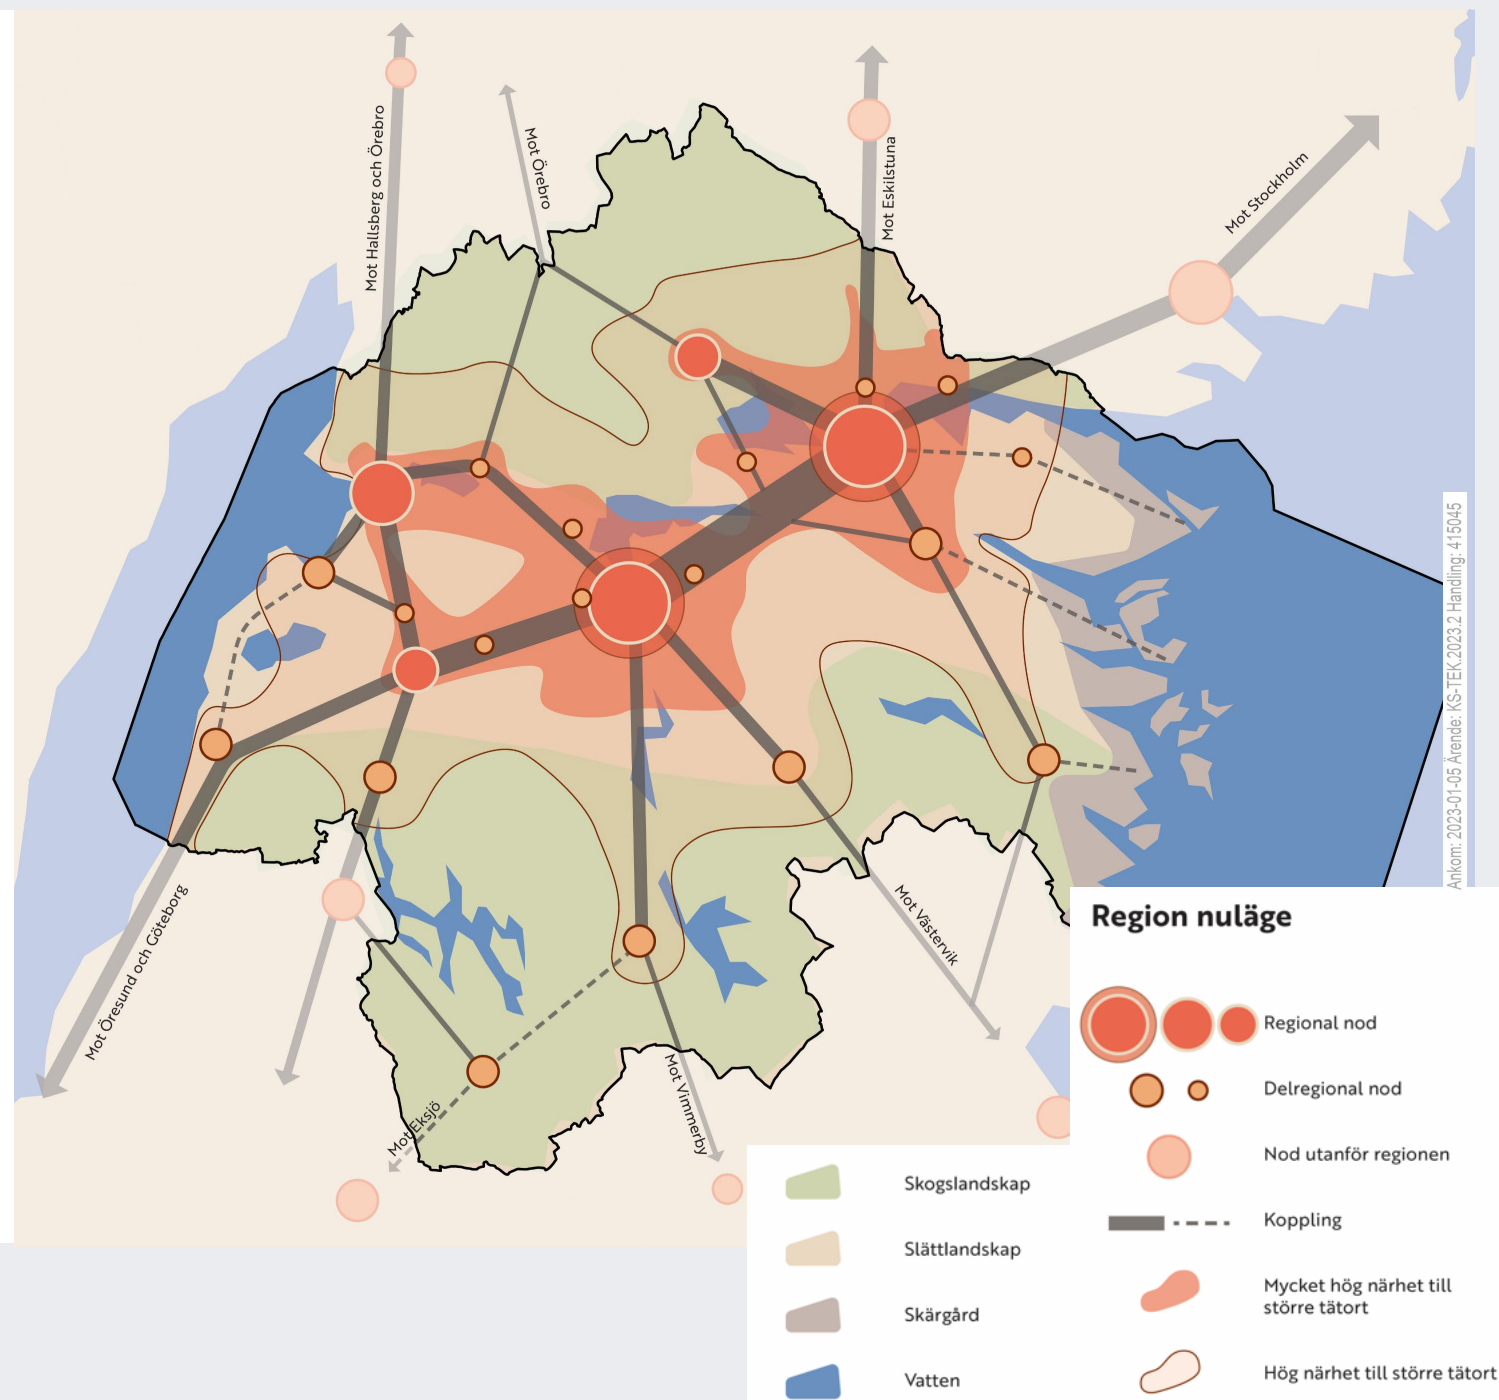 Mot Hallsberg och Örebro
Mot Örebro
Mot Eskilstuna
Mot Stockholm
Mot Öresund och Göteborg
Mot Eksjö
Mot Vimmerby
Mot Västervik
Ankom: 2023-01-05 Ärende: KS-TEK.2023.2 Handling: 415045
Region nuläge
Regional nod
Delregional nod
Nod utanför regionen
Koppling
Mycket hög närhet till
större tätort
Hög närhet till större tätort
Skogslandskap
Slättlandskap
Skärgård
Vatten